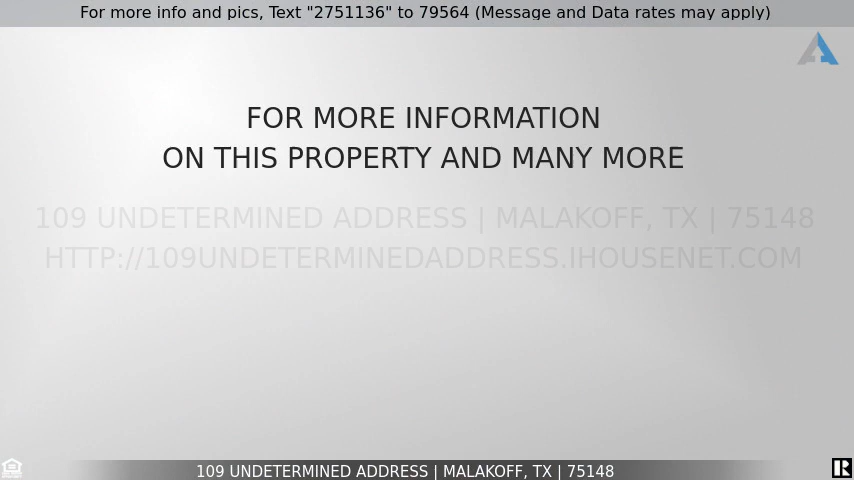 For more info and pics, Text "2751136" to 79564 (Message and Data rates may apply)
FOR MORE INFORMATION
ON THIS PROPERTY AND MANY MORE
109 UNDETERMINED ADDRESS | MALAKOFF, TX | 75148
HTTP://109UNDETERMINEDADDRESS.IHOUSENET.COM
109 UNDETERMINED ADDRESS | MALAKOFF, TX | 75148